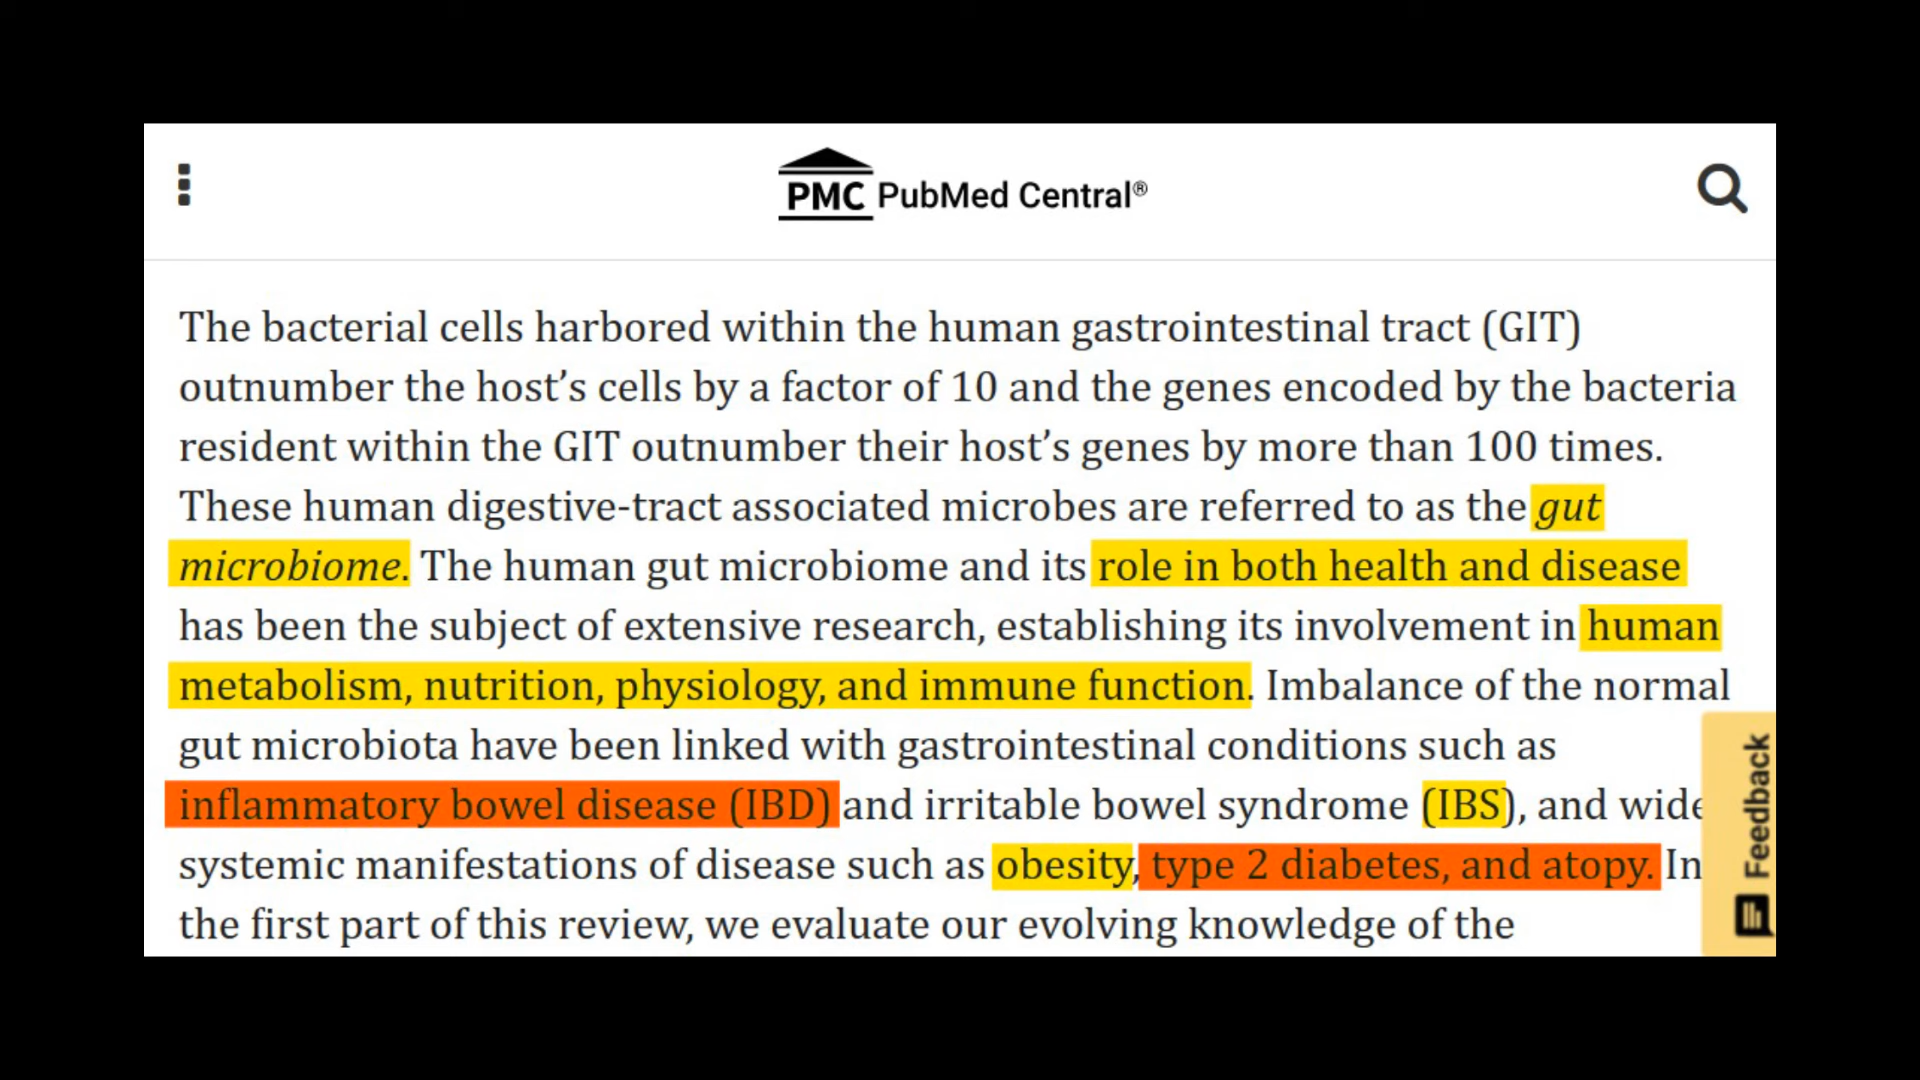 PMC PubMed Central®
The bacterial cells harbored within the human gastrointestinal tract (GIT)
outnumber the host’s cells by a factor of 10 and the genes encoded by the bacteria
resident within the GIT outnumber their host’s genes by more than 100 times.
These human digestive-tract associated microbes are referred to as the gut
microbiome. The human gut microbiome and its role in both health and disease
has been the subject of extensive research, establishing its involvement in human
metabolism, nutrition, physiology, and immune function. Imbalance of the normal
gut microbiota have been linked with gastrointestinal conditions such as
inflammatory bowel disease (IBD) and irritable bowel syndrome (IBS), and wide
systemic manifestations of disease such as obesity, type 2 diabetes, and atopy. In
the first part of this review, we evaluate our evolving knowledge of the
Feedback